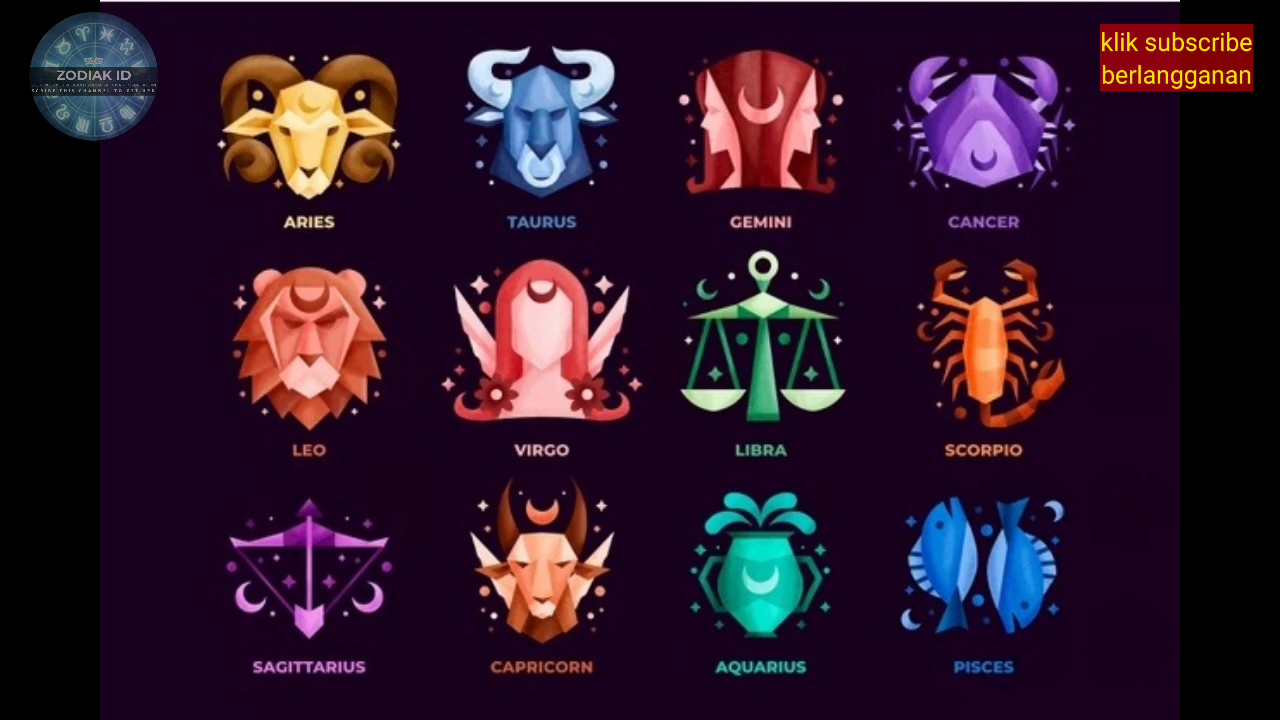 ZODIAK ID
klik subscribe
berlangganan
ARIES
TAURUS
GEMINI
CANCER
LEO
VIRGO
LIBRA
SCORPIO
SAGITTARIUS
CAPRICORN
AQUARIUS
PISCES